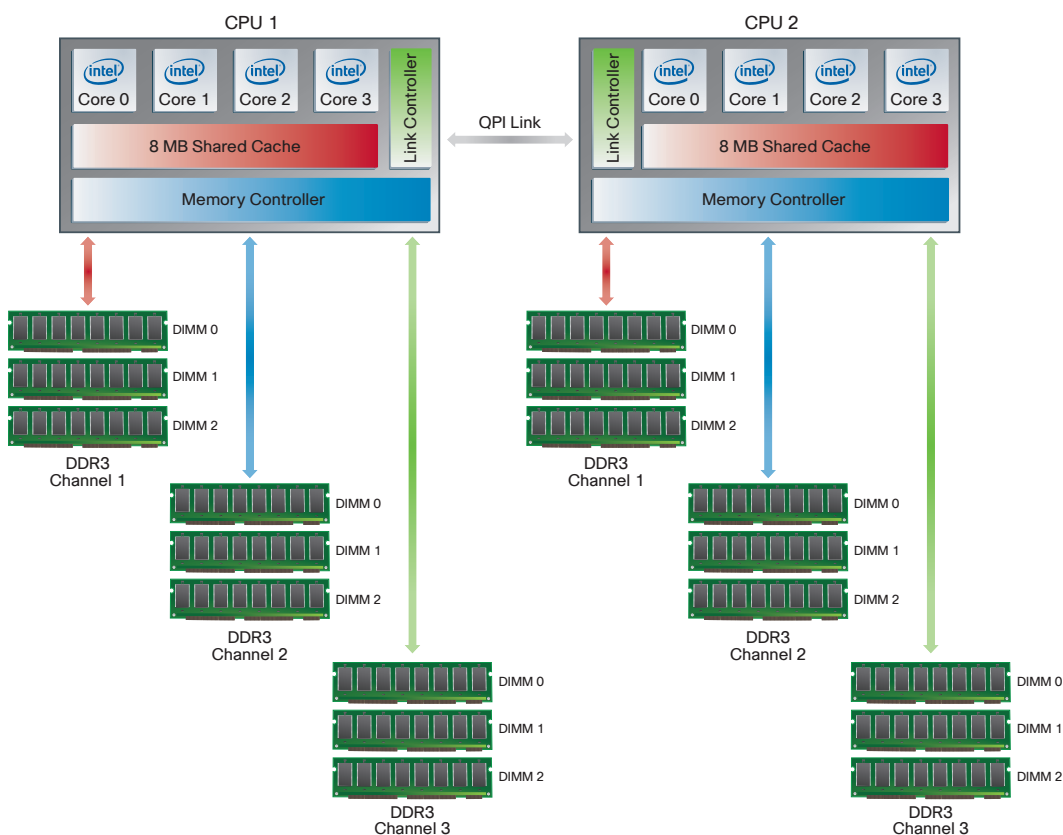 CPU 1
CPU 2
intel
Core 0
intel
Core 1
intel
Core 2
intel
Core 3
Link Controller
8 MB Shared Cache
Memory Controller
QPI Link
Link Controller
intel
Core 0
intel
Core 1
intel
Core 2
intel
Core 3
8 MB Shared Cache
Memory Controller
DIMM 0
DIMM 1
DIMM 2
DDR3
Channel 1
DIMM 0
DIMM 1
DIMM 2
DDR3
Channel 2
DIMM 0
DIMM 1
DIMM 2
DDR3
Channel 3
DIMM 0
DIMM 1
DIMM 2
DDR3
Channel 1
DIMM 0
DIMM 1
DIMM 2
DDR3
Channel 2
DIMM 0
DIMM 1
DIMM 2
DDR3
Channel 3